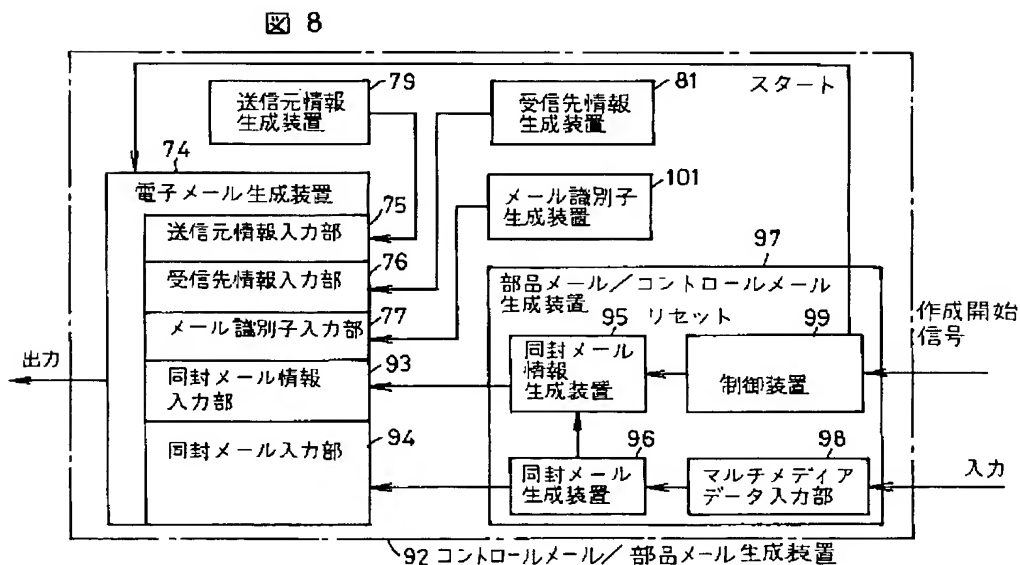 図 8
79
送信元情報
生成装置
81
受信先情報
生成装置
スタート
74
電子メール生成装置
75
送信元情報入力部
76
受信先情報入力部
77
メール識別子入力部
93
同封メール情報
入力部
94
同封メール入力部
出力
101
メール識別子
生成装置
97
部品メール/コントロールメール
生成装置
95
リセット
99
同封メール
情報
生成装置
制御装置
作成開始
信号
96
同封メール
生成装置
98
マルチメディア
データ入力部
入力
92 コントロールメール/部品メール生成装置